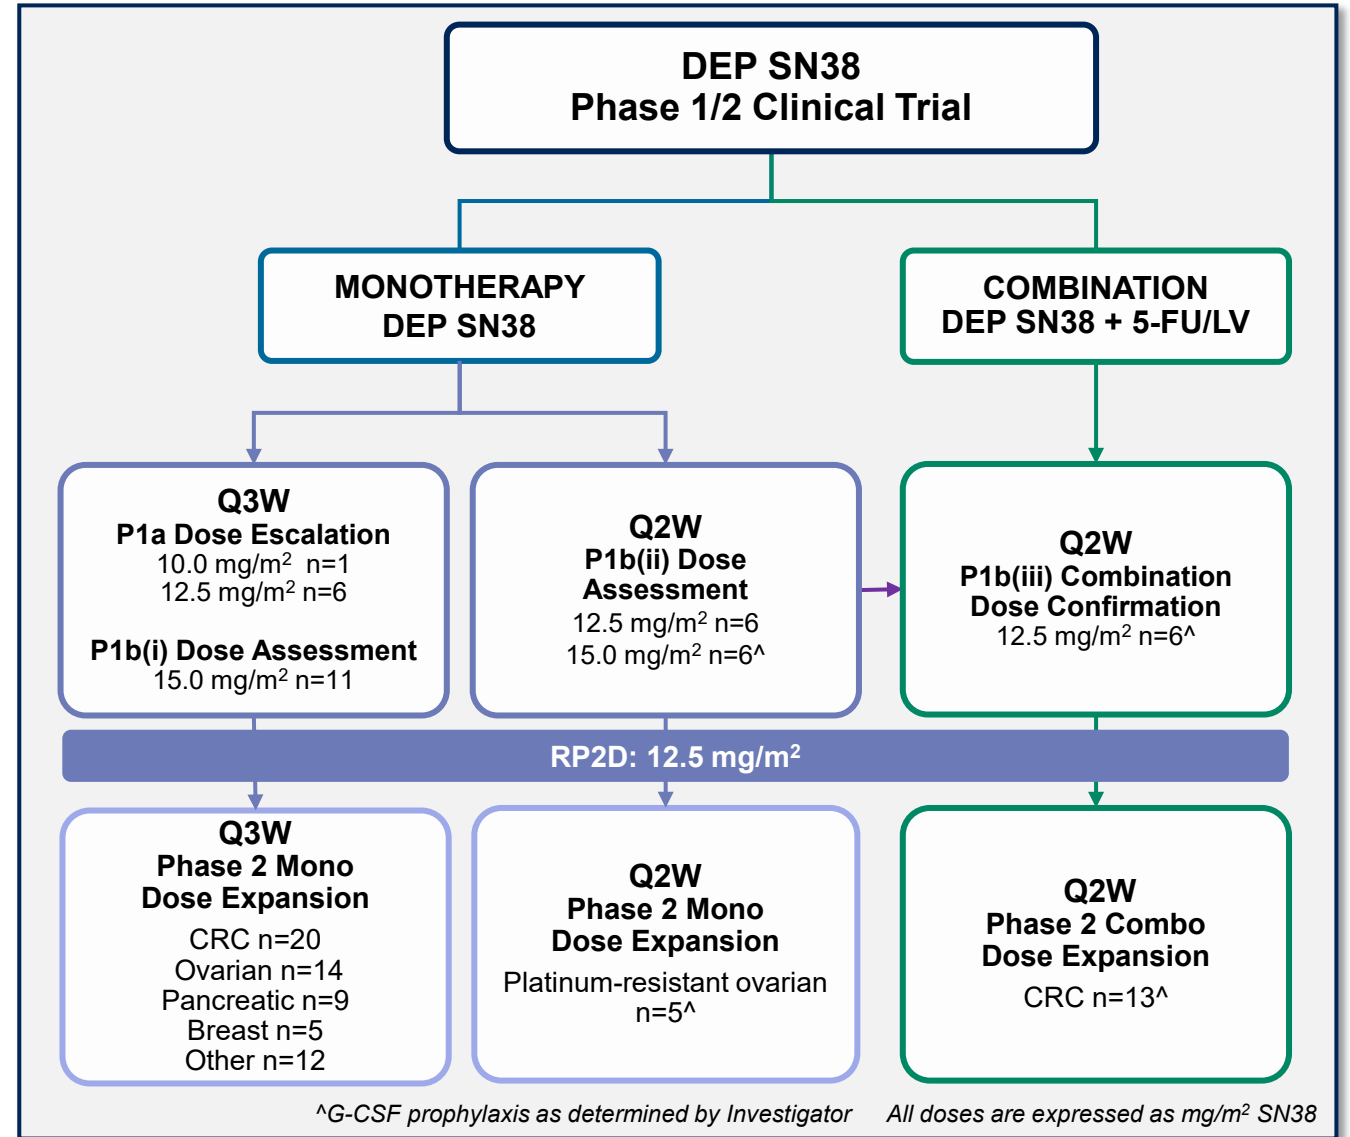 DEP SN38
Phase 1/2 Clinical Trial
MONOTHERAPY
DEP SN38
COMBINATION
DEP SN38 + 5-FU/LV
Q3W
P1a Dose Escalation
10.0 mg/m² n=1
12.5 mg/m² n=6
P1b(i) Dose Assessment
15.0 mg/m² n=11
Q2W
P1b(ii) Dose
Assessment
12.5 mg/m² n=6
15.0 mg/m² n=6^
Q2W
P1b(iii) Combination
Dose Confirmation
12.5 mg/m² n=6^
RP2D: 12.5 mg/m²
Q3W
Phase 2 Mono
Dose Expansion
CRC n=20
Ovarian n=14
Pancreatic n=9
Breast n=5
Other n=12
Q2W
Phase 2 Mono
Dose Expansion
Platinum-resistant ovarian
n=5^
Q2W
Phase 2 Combo
Dose Expansion
CRC n=13^
^G-CSF prophylaxis as determined by Investigator
All doses are expressed as mg/m² SN38